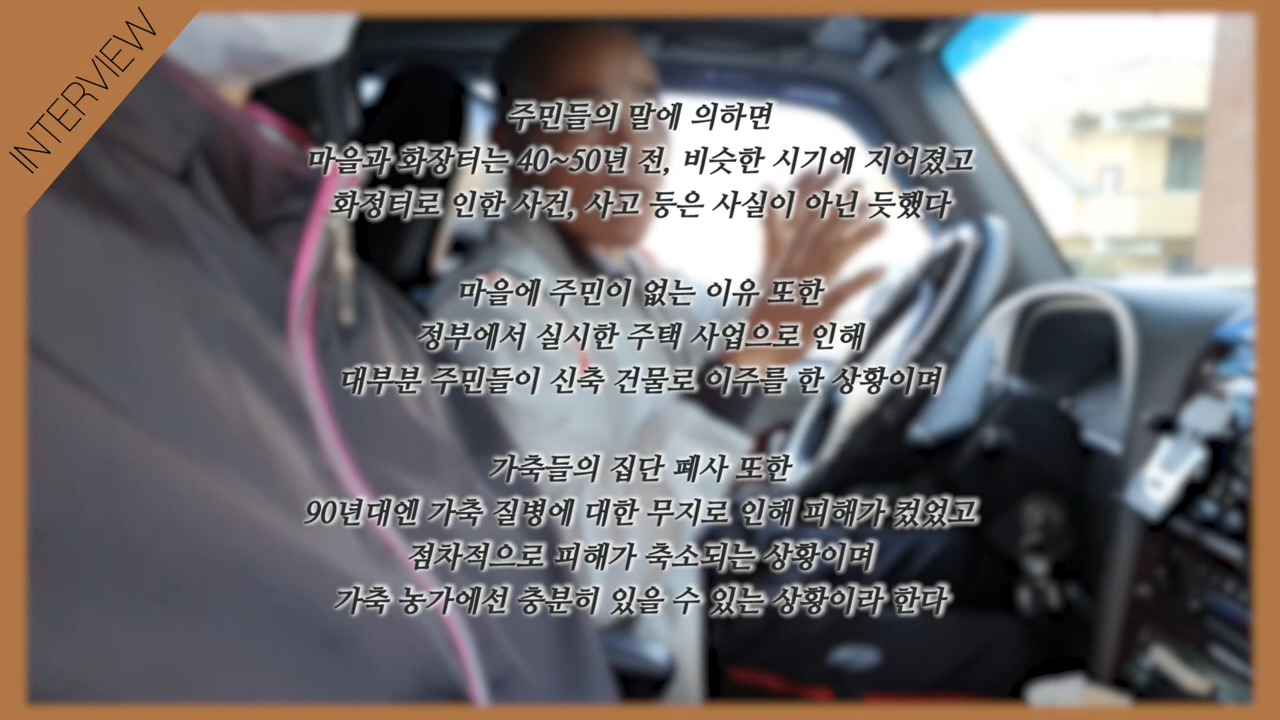 INTERVIEW
주민들의 말에 의하면
마을과 화장터는 40~50년 전, 비슷한 시기에 지어졌고
화정터로 인한 사건, 사고 등은 사실이 아닌 듯했다
마을에 주민이 없는 이유 또한
정부에서 실시한 주택 사업으로 인해
대부분 주민들이 신축 건물로 이주를 한 상황이며
가축들의 집단 폐사 또한
90년대엔 가축 질병에 대한 무지로 인해 피해가 컸었고
점차적으로 피해가 축소되는 상황이며
가축 농가에선 충분히 있을 수 있는 상황이라 한다